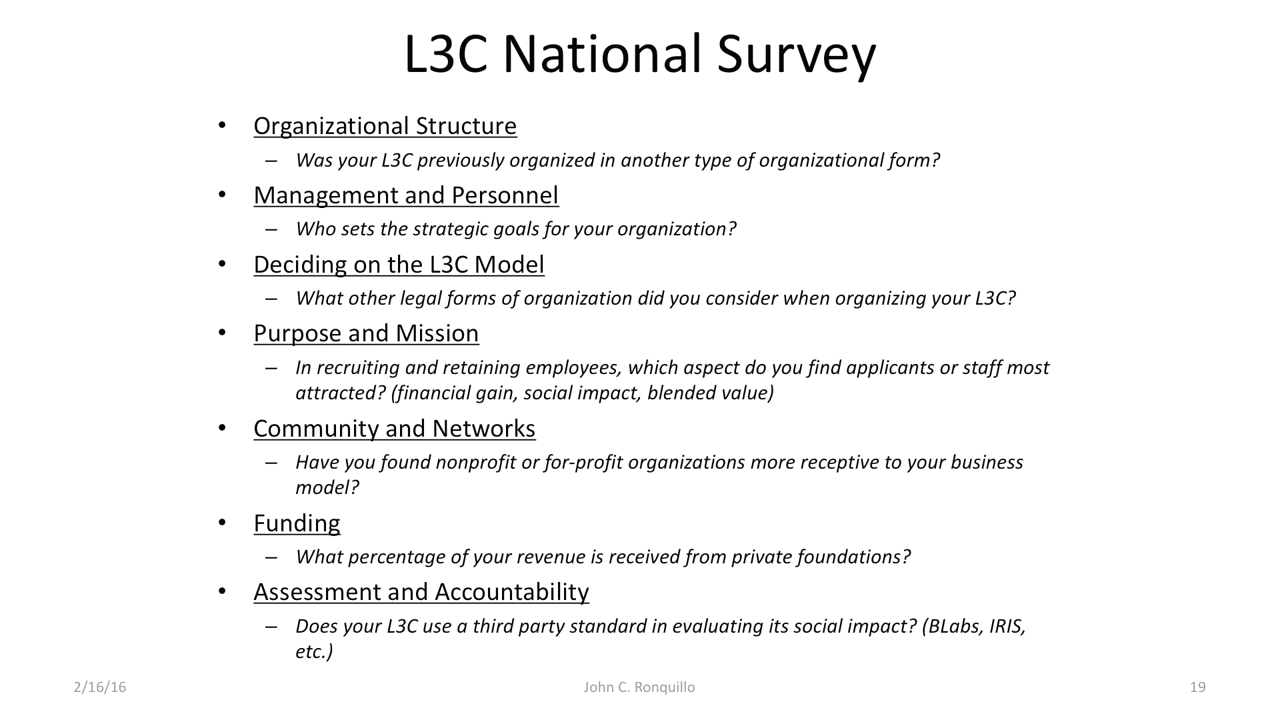 L3C National Survey
• Organizational Structure
– Was your L3C previously organized in another type of organizational form?
• Management and Personnel
– Who sets the strategic goals for your organization?
• Deciding on the L3C Model
– What other legal forms of organization did you consider when organizing your L3C?
• Purpose and Mission
– In recruiting and retaining employees, which aspect do you find applicants or staff most
attracted? (financial gain, social impact, blended value)
• Community and Networks
– Have you found nonprofit or for-profit organizations more receptive to your business
model?
• Funding
– What percentage of your revenue is received from private foundations?
• Assessment and Accountability
– Does your L3C use a third party standard in evaluating its social impact? (BLabs, IRIS,
etc.)
2/16/16 John C. Ronquillo 19